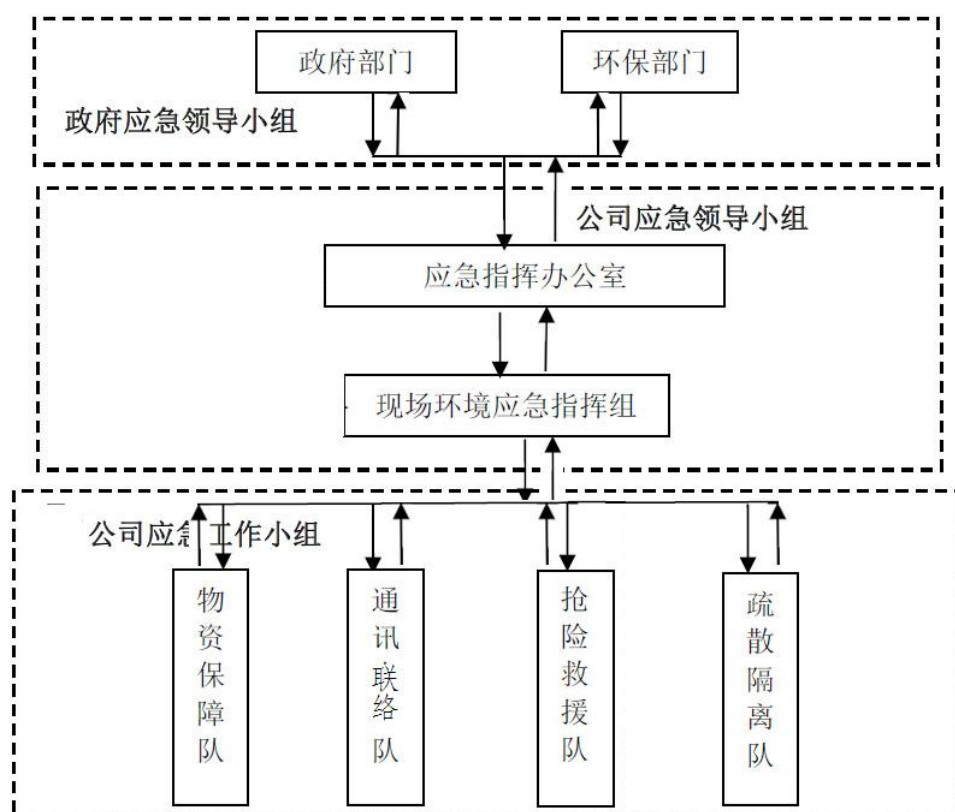 政府部门
环保部门
政府应急领导小组
公司应急领导小组
应急指挥办公室
现场环境应急指挥组
公司应急工作小组
物资保障队
通讯联络队
抢险救援队
疏散隔离队